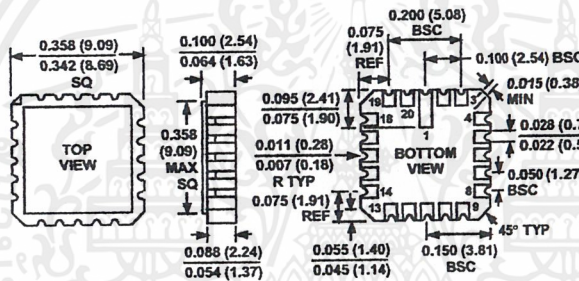 0.358 (9.09)
0.342 (8.69)
SQ
TOP
VIEW
0.100 (2.54)
0.064 (1.63)
0.358
(9.09)
MAX
SQ
0.088 (2.24)
0.054 (1.37)
0.075
(1.91)
REF
0.200 (5.08)
BSC
0.100 (2.54) BSC
0.015 (0.38
MIN
0.095 (2.41)
0.075 (1.90)
0.011 (0.28)
0.007 (0.18)
R TYP
0.075 (1.91)
REF
19
20
3
18
1
4
BOTTOM
VIEW
14
8
13
9
0.028 (0.7
0.022 (0.5
0.050 (1.27
BSC
45° TYP
0.055 (1.40)
0.045 (1.14)
0.150 (3.81)
BSC